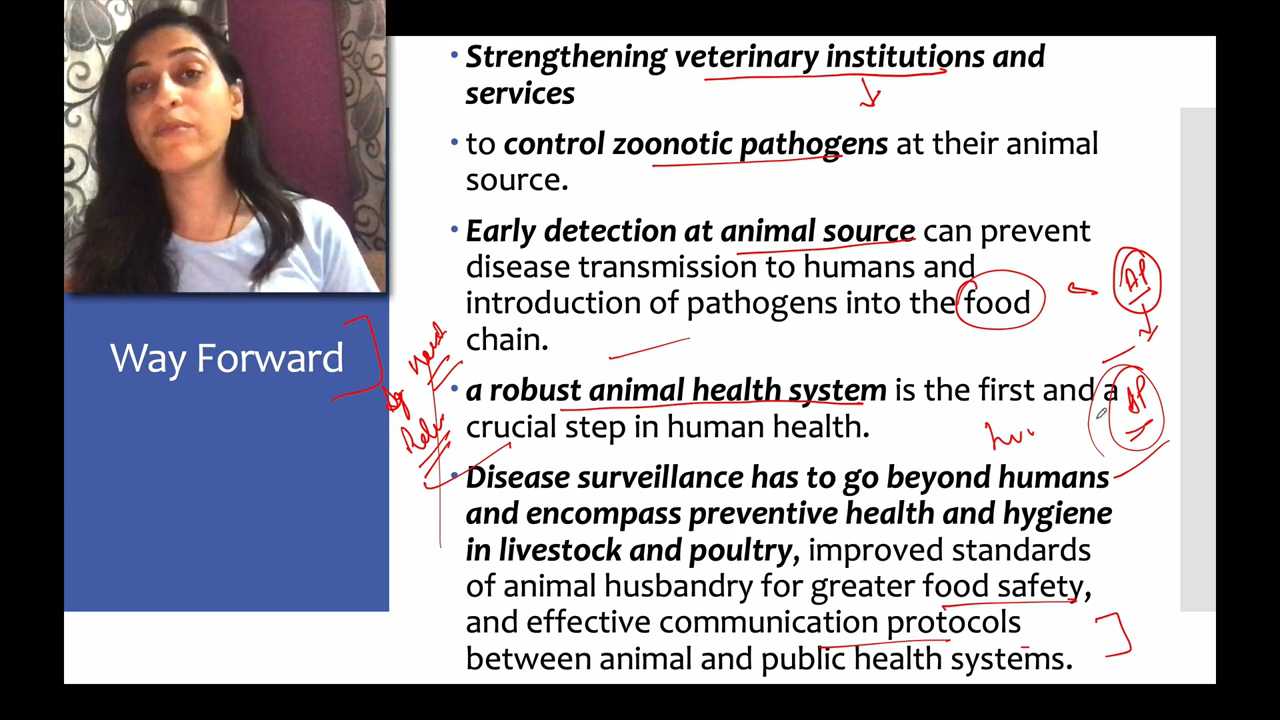 • Strengthening veterinary institutions and
services
• to control zoonotic pathogens at their animal
source.
• Early detection at animal source can prevent
disease transmission to humans and
introduction of pathogens into the food
chain.
• a robust animal health system is the first and a
crucial step in human health.
• Disease surveillance has to go beyond humans
and encompass preventive health and hygiene
in livestock and poultry, improved standards
of animal husbandry for greater food safety,
and effective communication protocols
between animal and public health systems.
Way Forward